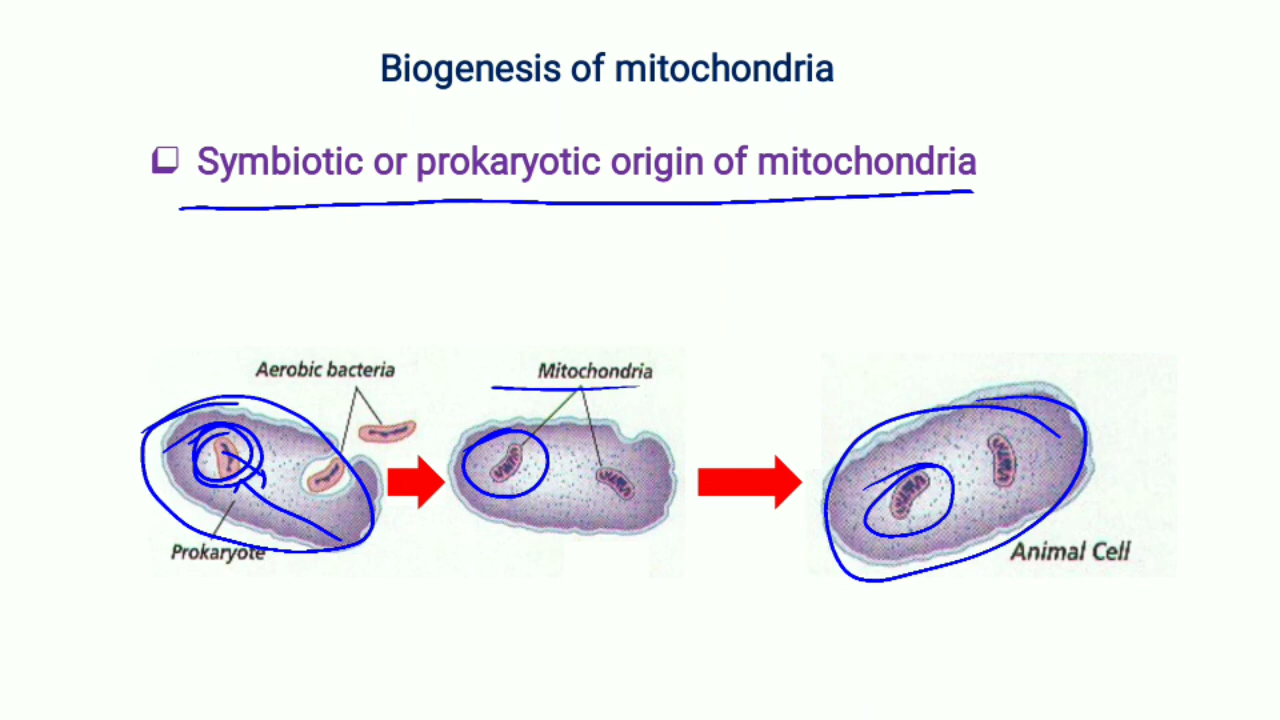 Biogenesis of mitochondria
Symbiotic or prokaryotic origin of mitochondria
Aerobic bacteria
Mitochondria
Prokaryote
Animal Cell